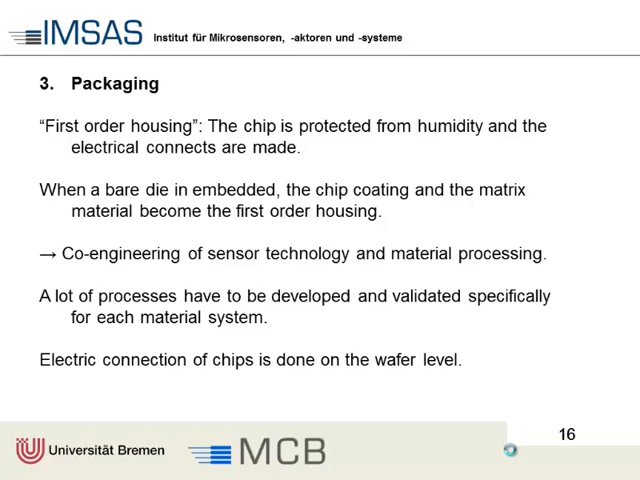 IMSAS Institut für Mikrosensoren, -aktoren und -systeme
3. Packaging
“First order housing”: The chip is protected from humidity and the
electrical connects are made.
When a bare die in embedded, the chip coating and the matrix
material become the first order housing.
→ Co-engineering of sensor technology and material processing.
A lot of processes have to be developed and validated specifically
for each material system.
Electric connection of chips is done on the wafer level.
16
Universität Bremen MCB